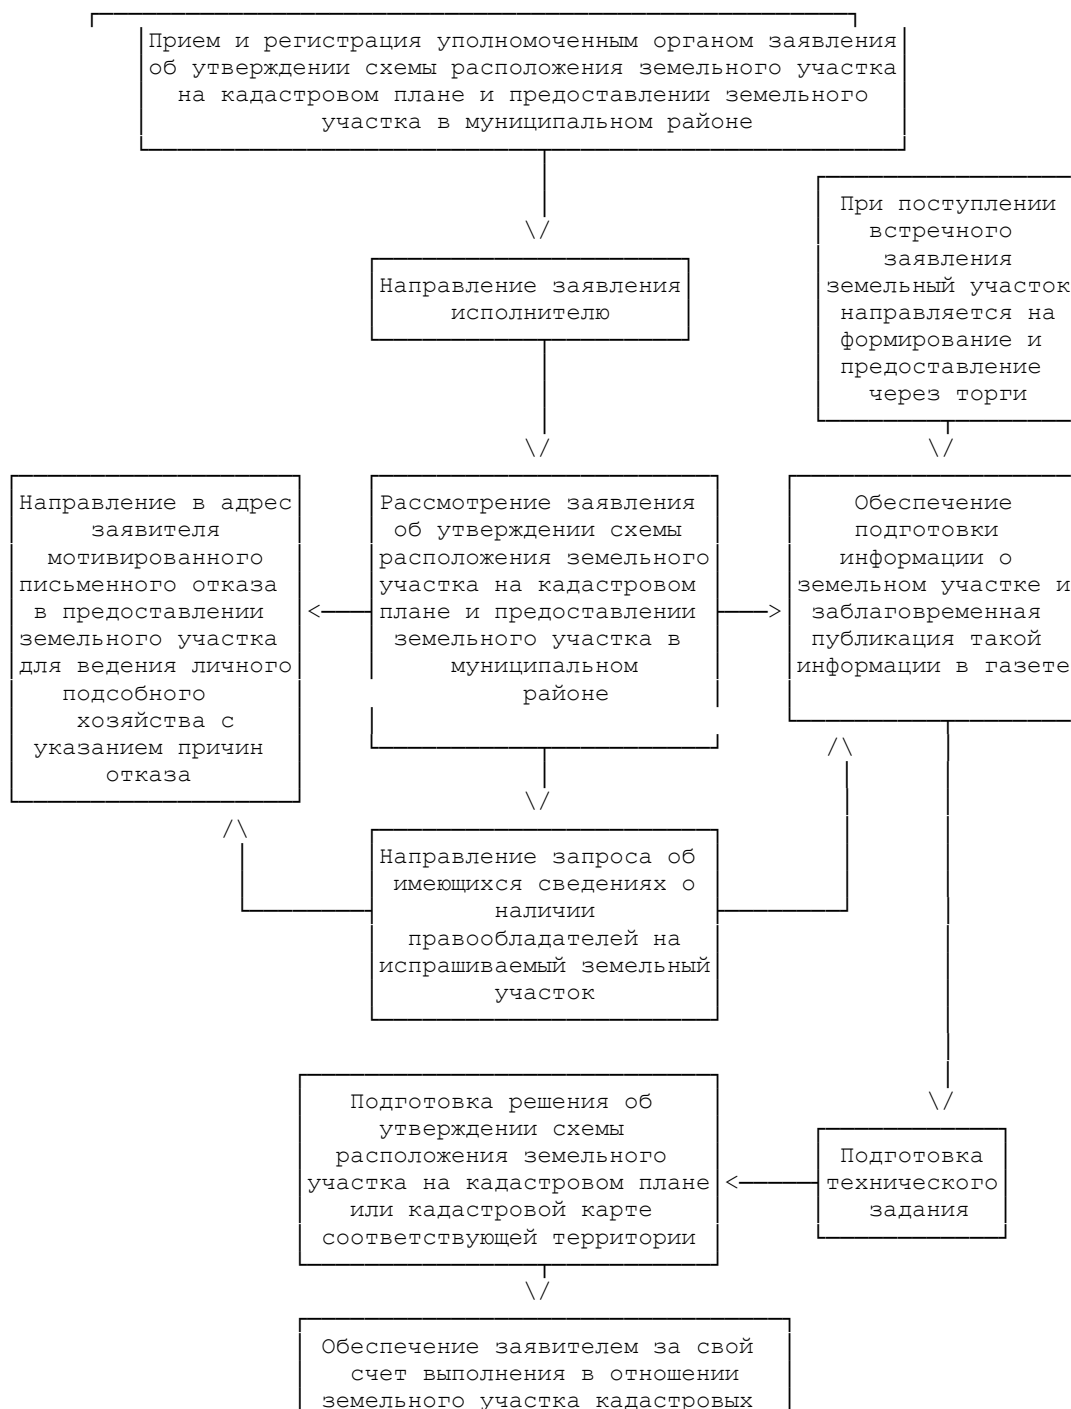 Прием и регистрация уполномоченным органом заявления
об утверждении схемы расположения земельного участка
на кадастровом плане и предоставлении земельного
участка в муниципальном районе
При поступлении
встречного
заявления
земельный участок
направляется на
формирование и
предоставление
через торги
Направление заявления
исполнителю
Направление в адрес
заявителя
мотивированного
письменного отказа
в предоставлении
земельного участка
для ведения личного
подсобного
хозяйства с
указанием причин
отказа
Рассмотрение заявления
об утверждении схемы
расположения земельного
участка на кадастровом
плане и предоставлении
земельного участка в
муниципальном
районе
Обеспечение
подготовки
информации о
земельном участке и
заблаговременная
публикация такой
информации в газете
Направление запроса об
имеющихся сведениях о
наличии
правообладателей на
испрашиваемый земельный
участок
Подготовка решения об
утверждении схемы
расположения земельного
участка на кадастровом плане
или кадастровой карте
соответствующей территории
Подготовка
технического
задания
Обеспечение заявителем за свой
счет выполнения в отношении
земельного участка кадастровых